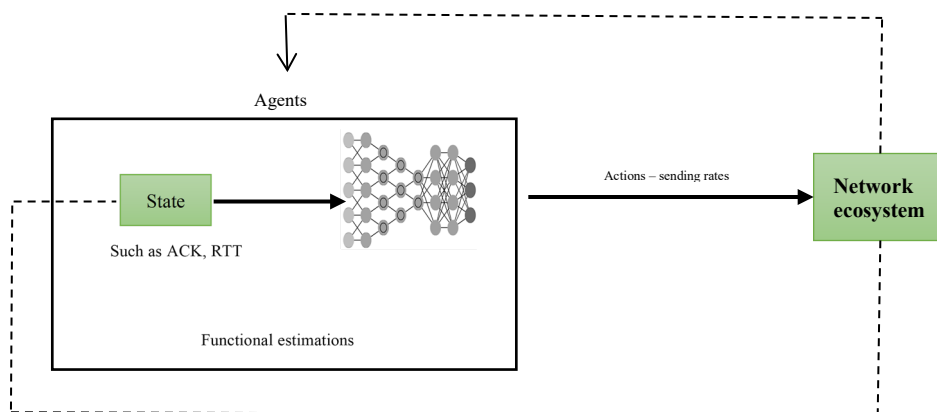 Agents
State
Such as ACK, RTT
Functional estimations
Actions – sending rates
Network
ecosystem